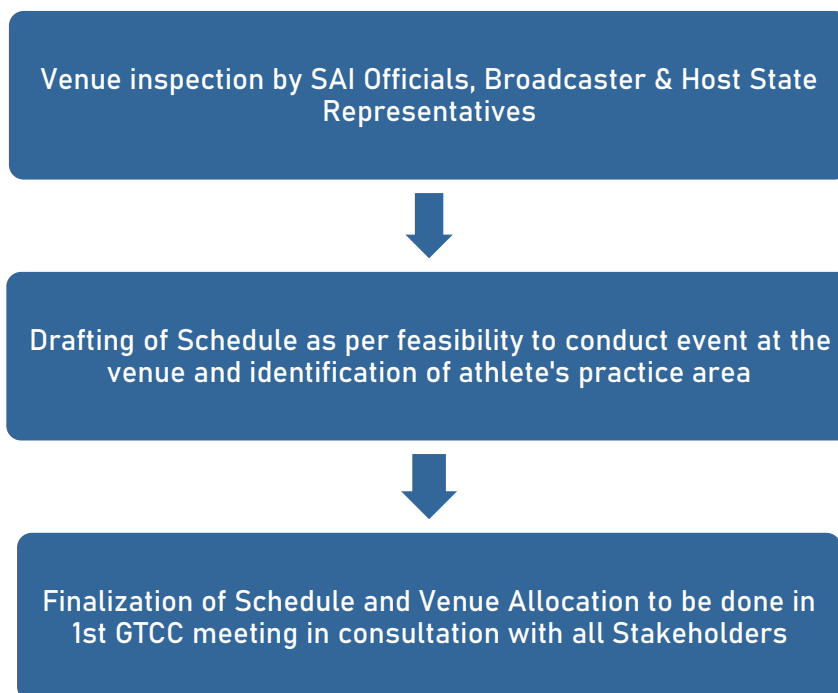 Venue inspection by SAI Officials, Broadcaster & Host State
Representatives
Drafting of Schedule as per feasibility to conduct event at the
venue and identification of athlete's practice area
Finalization of Schedule and Venue Allocation to be done in
1st GTCC meeting in consultation with all Stakeholders